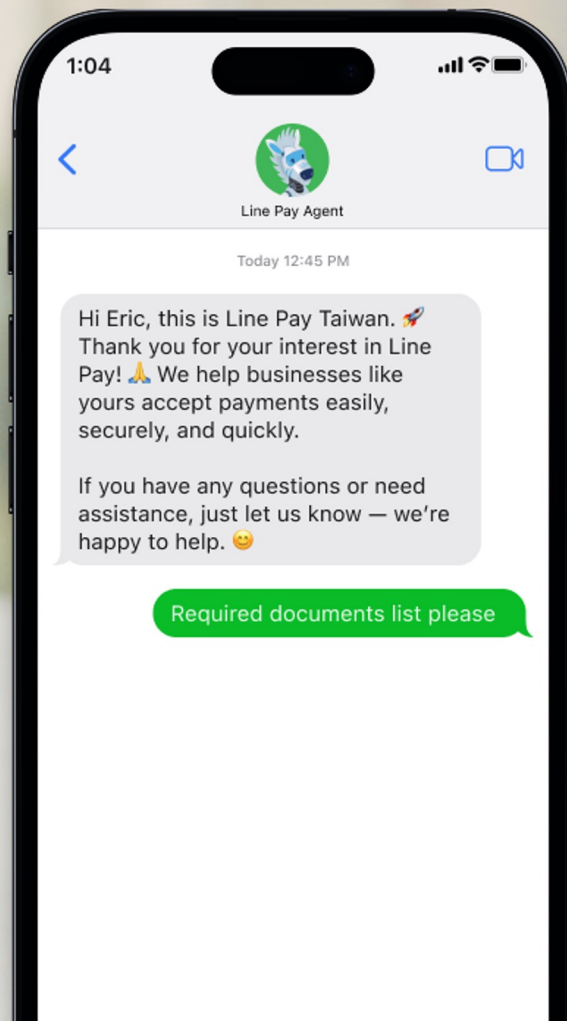 1:04
Line Pay Agent
Today 12:45 PM
Hi Eric, this is Line Pay Taiwan. 🚀
Thank you for your interest in Line
Pay! 🙏 We help businesses like
yours accept payments easily,
securely, and quickly.
If you have any questions or need
assistance, just let us know — we’re
happy to help. 😊
Required documents list please